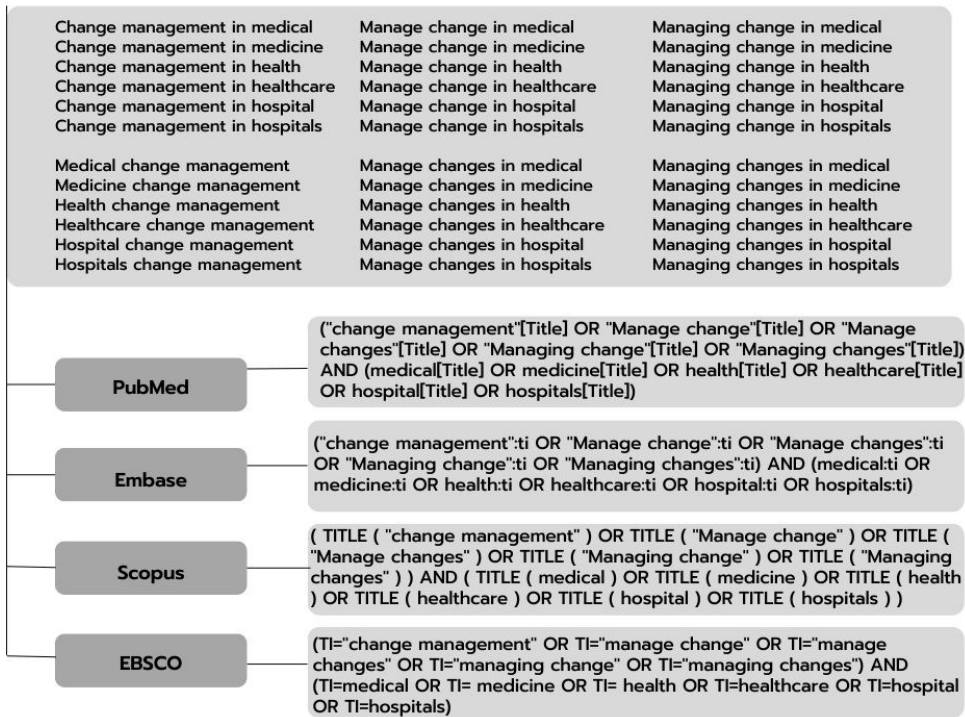 Change management in medical Manage change in medical Managing change in medical
Change management in medicine Manage change in medicine Managing change in medicine
Change management in health Manage change in health Managing change in health
Change management in healthcare Manage change in healthcare Managing change in healthcare
Change management in hospital Manage change in hospital Managing change in hospital
Change management in hospitals Manage change in hospitals Managing change in hospitals
Medical change management Manage changes in medical Managing changes in medical
Medicine change management Manage changes in medicine Managing changes in medicine
Health change management Manage changes in health Managing changes in health
Healthcare change management Manage changes in healthcare Managing changes in healthcare
Hospital change management Manage changes in hospital Managing changes in hospital
Hospitals change management Manage changes in hospitals Managing changes in hospitals
PubMed
("change management"[Title] OR "Manage change"[Title] OR "Manage
changes"[Title] OR "Managing change"[Title] OR "Managing changes"[Title])
AND (medical[Title] OR medicine[Title] OR health[Title] OR healthcare[Title]
OR hospital[Title] OR hospitals[Title])
Embase
("change management":ti OR "Manage change":ti OR "Manage changes":ti
OR "Managing change":ti OR "Managing changes":ti) AND (medical:ti OR
medicine:ti OR health:ti OR healthcare:ti OR hospital:ti OR hospitals:ti)
Scopus
( TITLE ( "change management" ) OR TITLE ( "Manage change" ) OR TITLE (
"Manage changes" ) OR TITLE ( "Managing change" ) OR TITLE ( "Managing
changes" ) ) AND ( TITLE ( medical ) OR TITLE ( medicine ) OR TITLE ( health
) OR TITLE ( healthcare ) OR TITLE ( hospital ) OR TITLE ( hospitals ) )
EBSCO
(TI="change management" OR TI="manage change" OR TI="manage
changes" OR TI="managing change" OR TI="managing changes") AND
(TI=medical OR TI= medicine OR TI= health OR TI=healthcare OR TI=hospital
OR TI=hospitals)